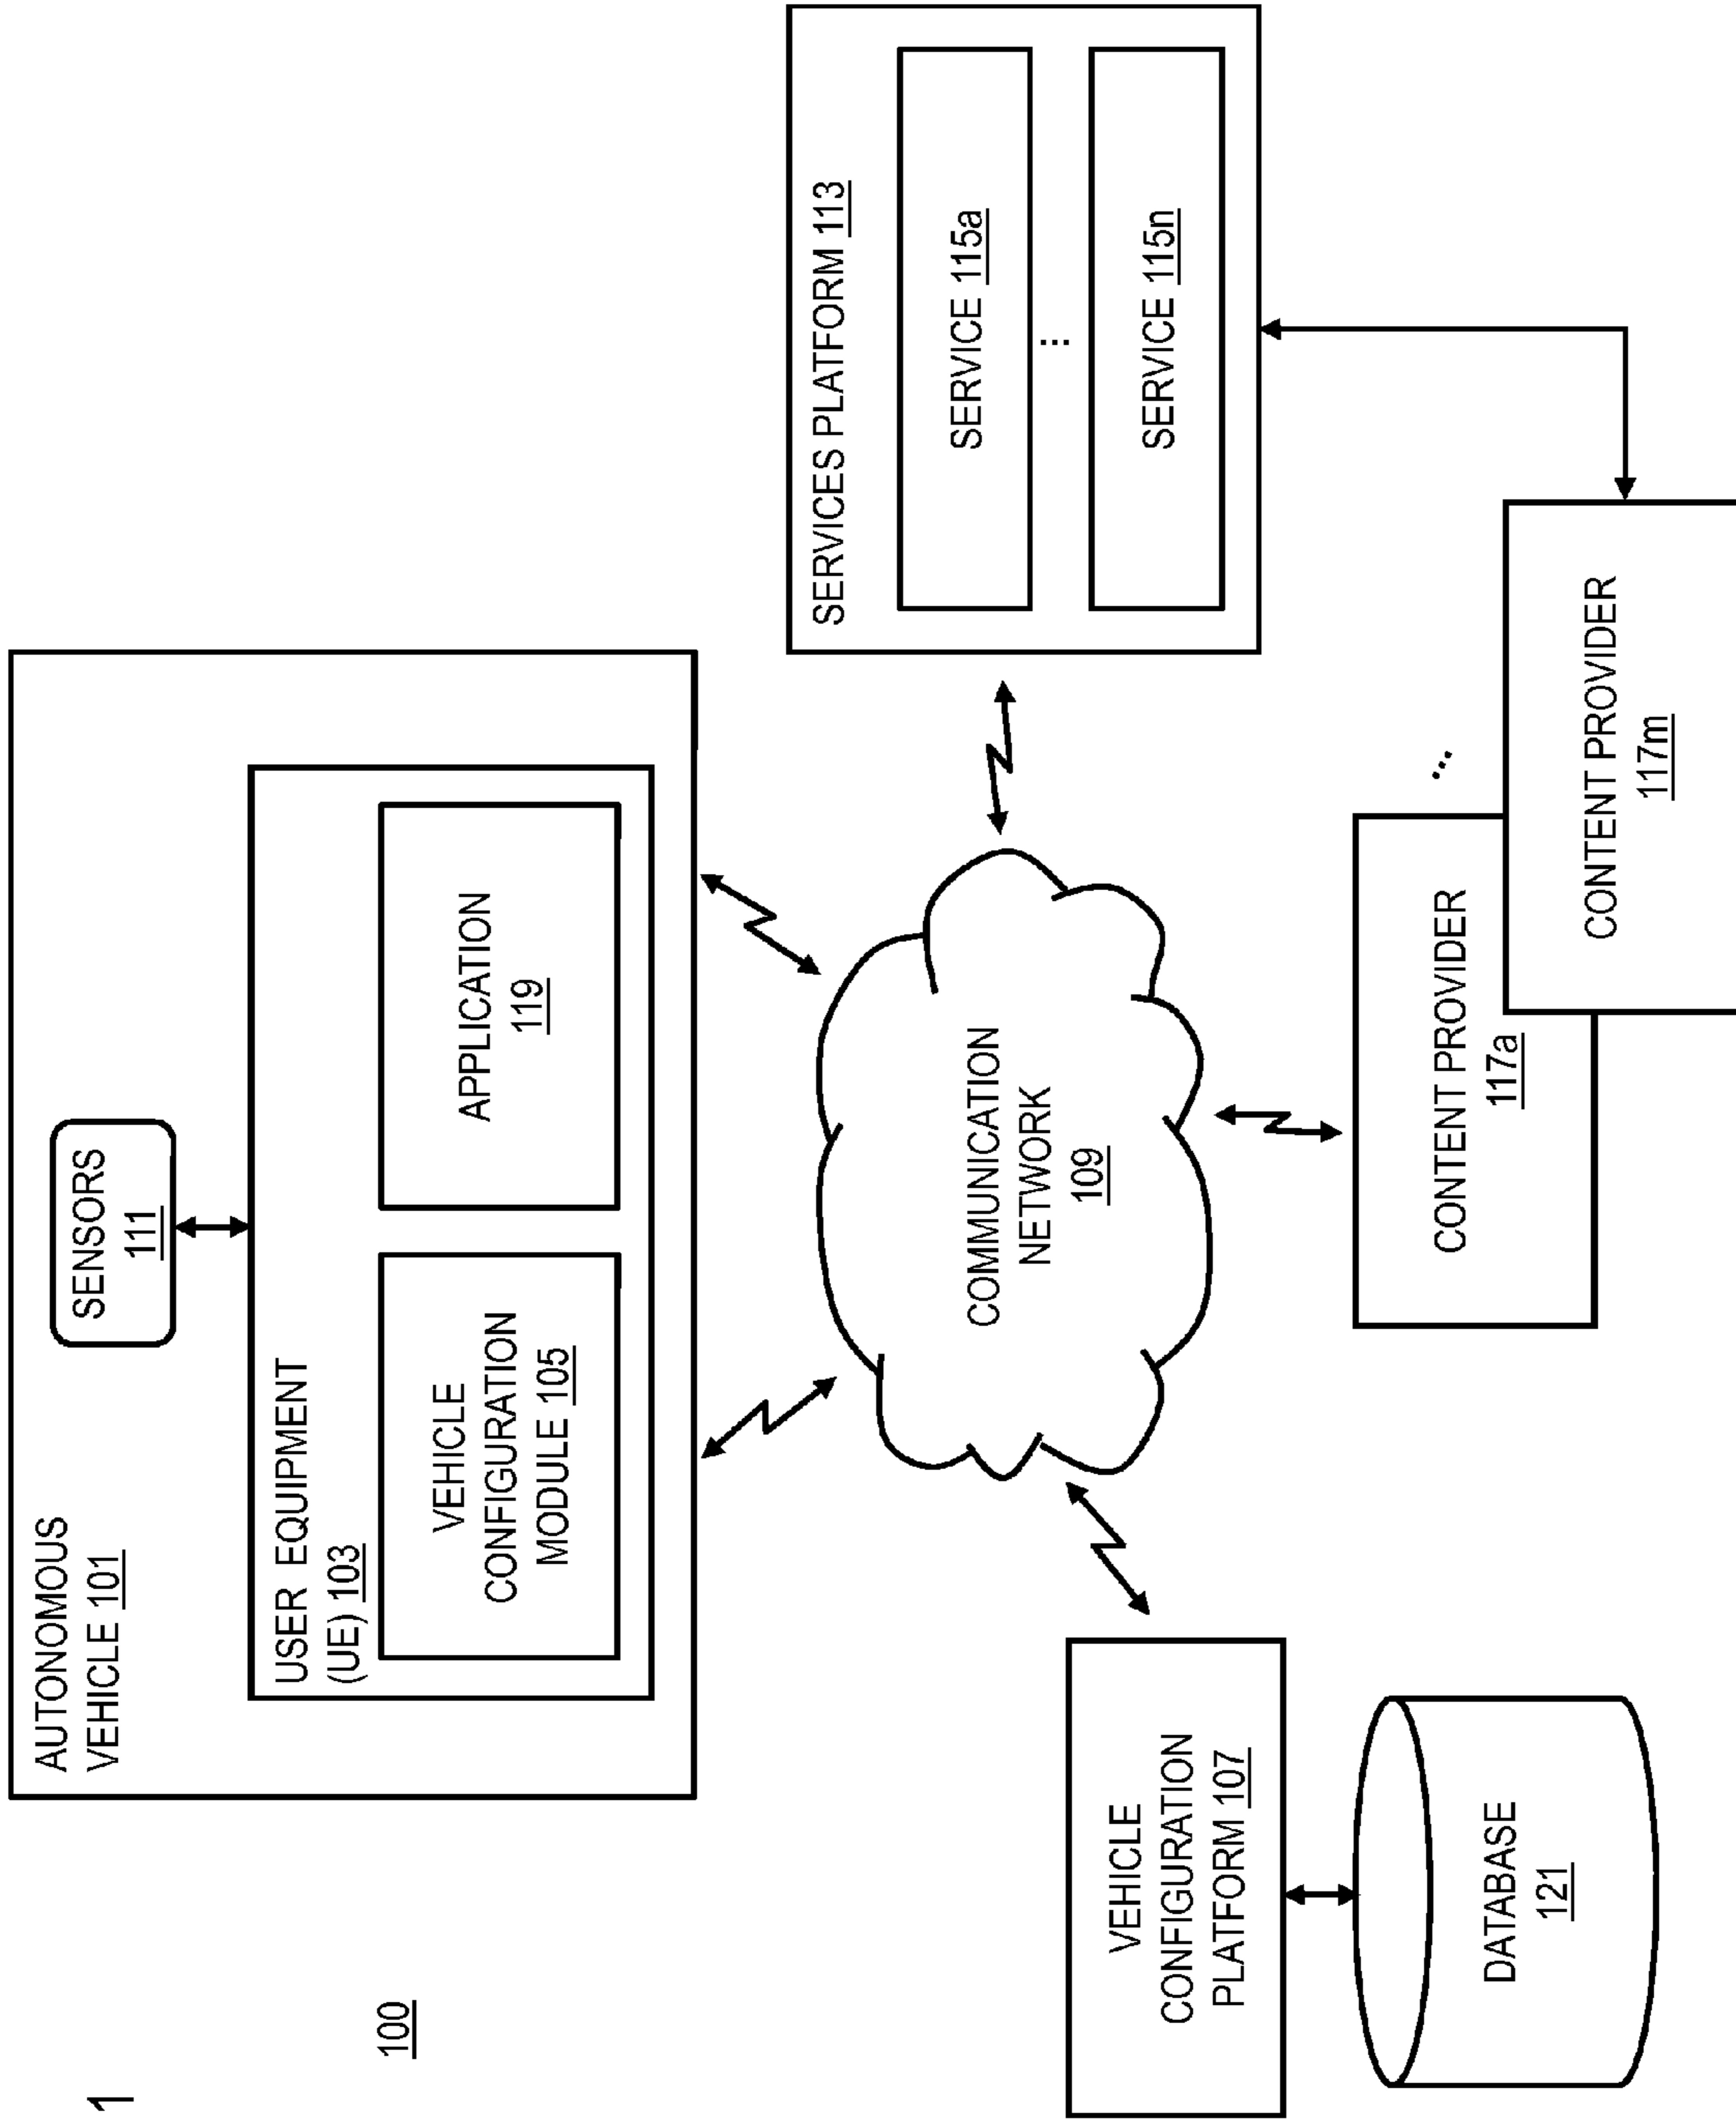 1
100
AUTONOMOUS
VEHICLE 101
SENSORS
111
USER EQUIPMENT
(UE) 103
VEHICLE
CONFIGURATION
MODULE 105
APPLICATION
119
COMMUNICATION
NETWORK
109
SERVICES PLATFORM 113
SERVICE 115a
...
SERVICE 115n
VEHICLE
CONFIGURATION
PLATFORM 107
DATABASE
121
CONTENT PROVIDER
117a
...
CONTENT PROVIDER
117m